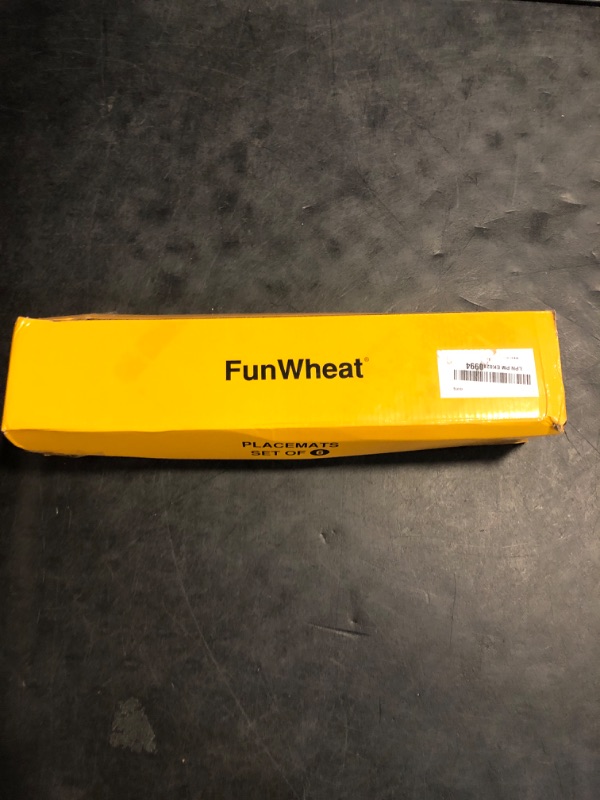 FunWheat®
PLACEMATS
SET OF 8